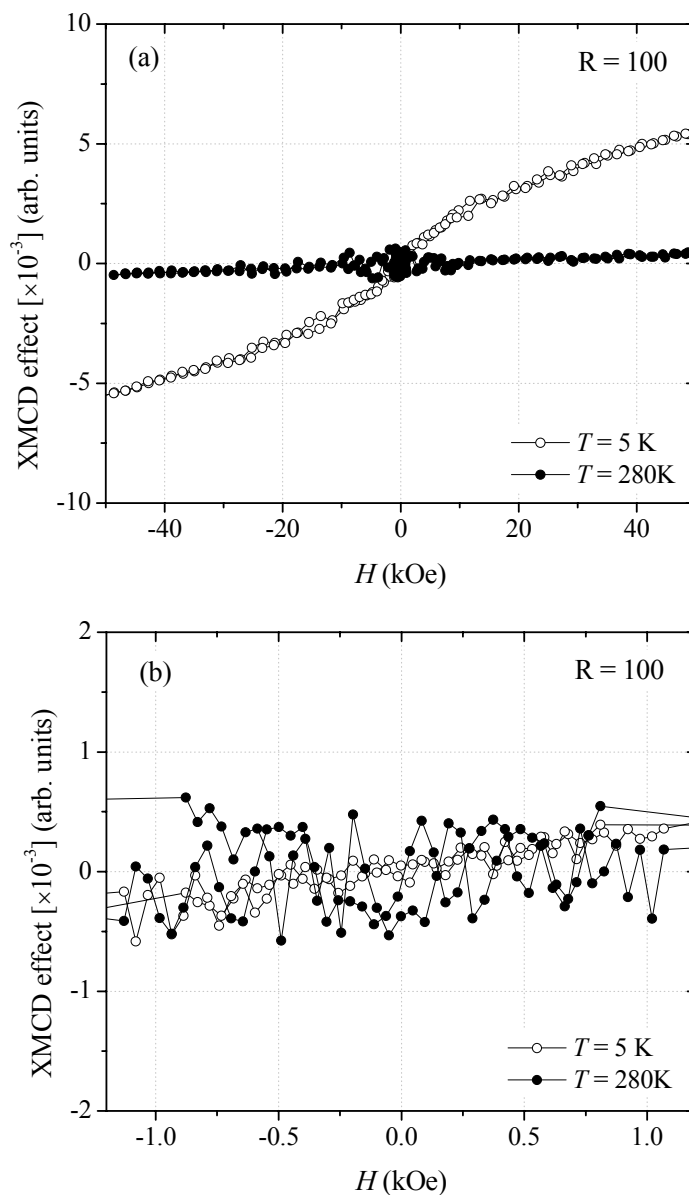 10
(a)
R = 100
5
0
-5
-10
XMCD effect [×10⁻³] (arb. units)
T = 5 K
T = 280K
-40 -20 0 20 40
H (kOe)
2
(b)
R = 100
1
0
-1
-2
XMCD effect [×10⁻³] (arb. units)
T = 5 K
T = 280K
-1.0 -0.5 0.0 0.5 1.0
H (kOe)